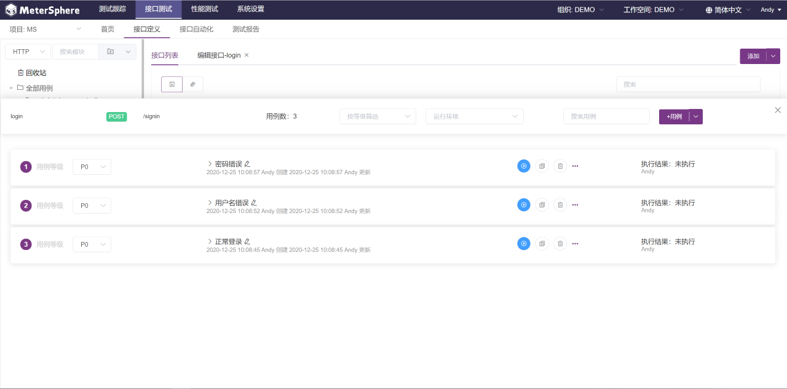 MeterSphere 测试跟踪 接口测试 性能测试 系统设置 组织: DEMO 工作空间: DEMO 简体中文 Andy
项目: MS 首页 接口定义 接口自动化 测试报告
HTTP 搜索模块 接口列表 编辑接口-login × 添加
回收站
全部用例 搜索
login POST /signin 用例数：3 按等级筛选 运行环境 搜索用例 +用例
1 用例等级 P0 密码错误 执行结果：未执行
2020-12-25 10:08:57 Andy 创建 2020-12-25 10:08:57 Andy 更新 Andy
2 用例等级 P0 用户名错误 执行结果：未执行
2020-12-25 10:08:52 Andy 创建 2020-12-25 10:08:52 Andy 更新 Andy
3 用例等级 P0 正常登录 执行结果：未执行
2020-12-25 10:08:45 Andy 创建 2020-12-25 10:08:45 Andy 更新 Andy